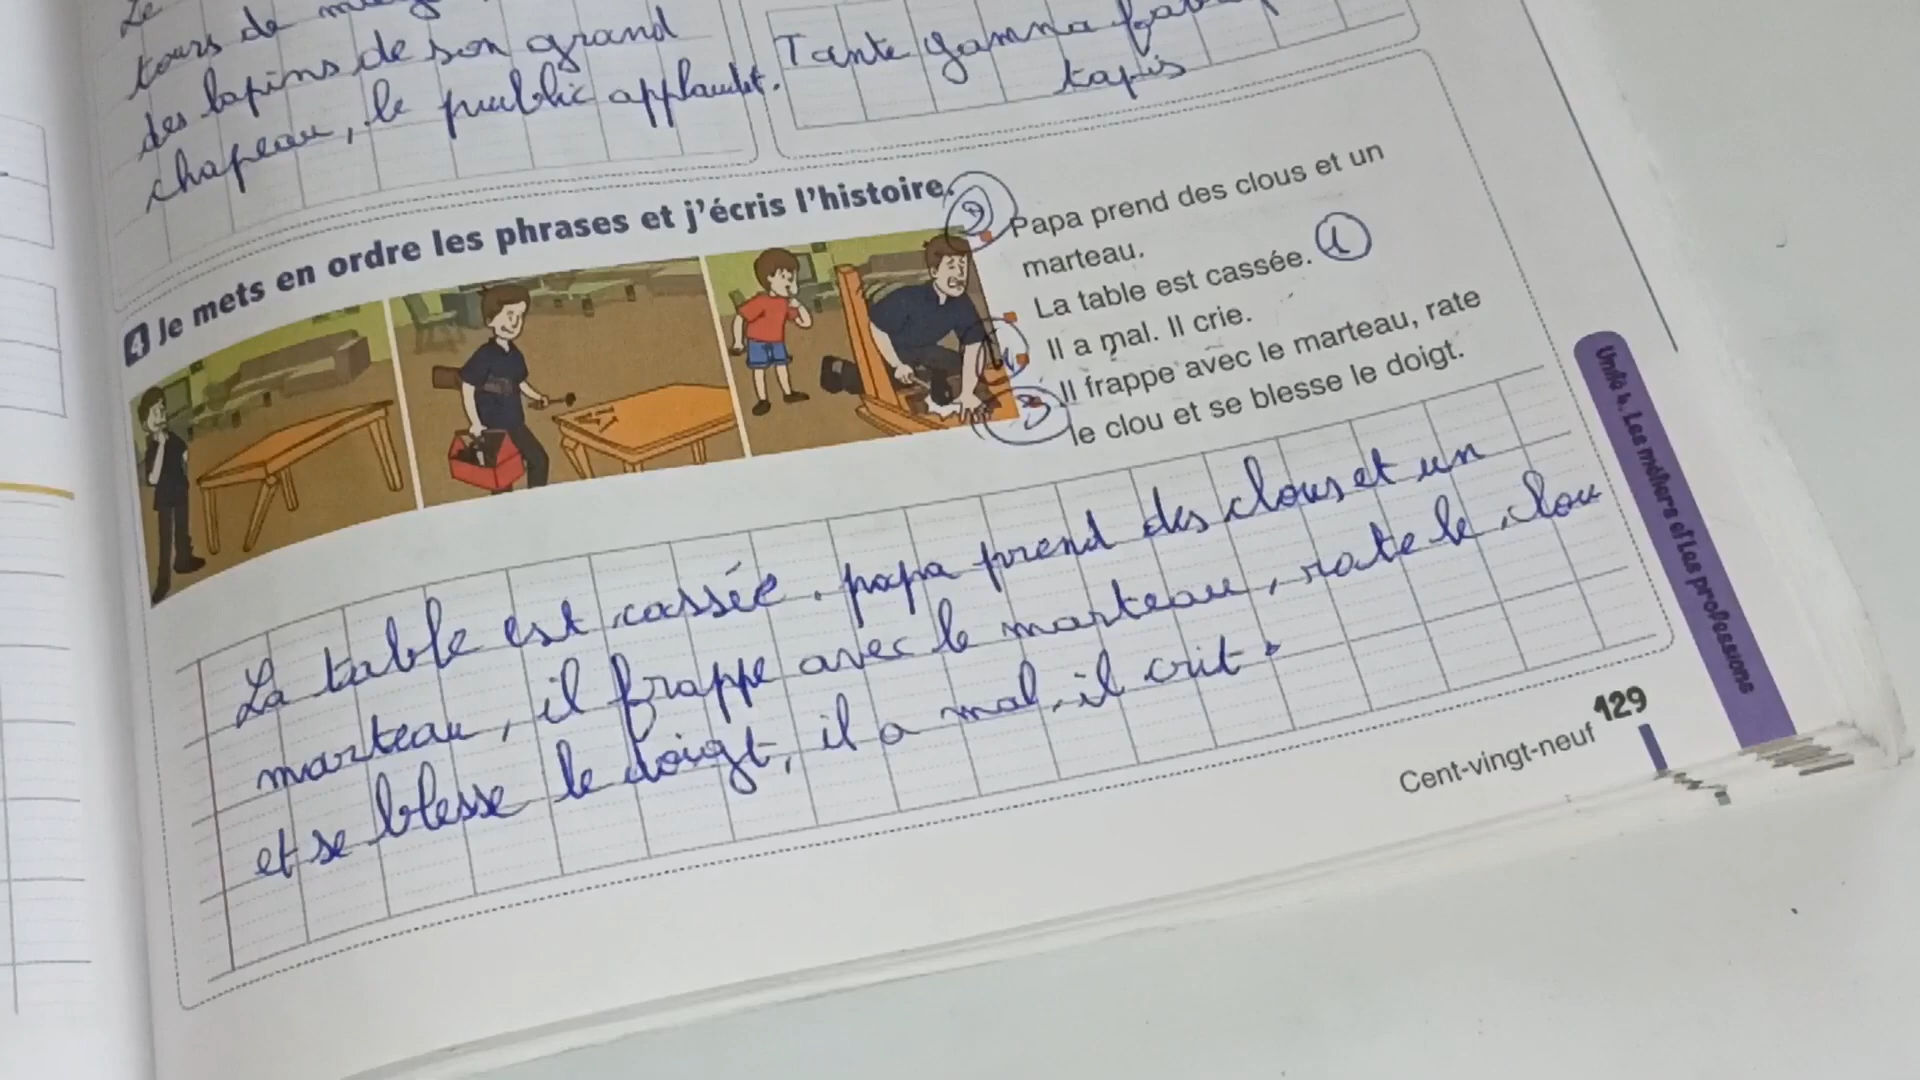 Le
tours de
des lapins de son grand
chapeau, le public applaudit.
Tante gamna
tapis
4 Je mets en ordre les phrases et j'écris l'histoire.
2 Papa prend des clous et un
marteau.
La table est cassée. 1
4 Il a mal. Il crie.
3 Il frappe avec le marteau, rate
le clou et se blesse le doigt.
La table est cassée. papa prend des clous et un
marteau, il frappe avec le marteau, rate le clou
et se blesse le doigt, il a mal, il crit.
Unité 4. Les métiers et Les professions
Cent-vingt-neuf 129